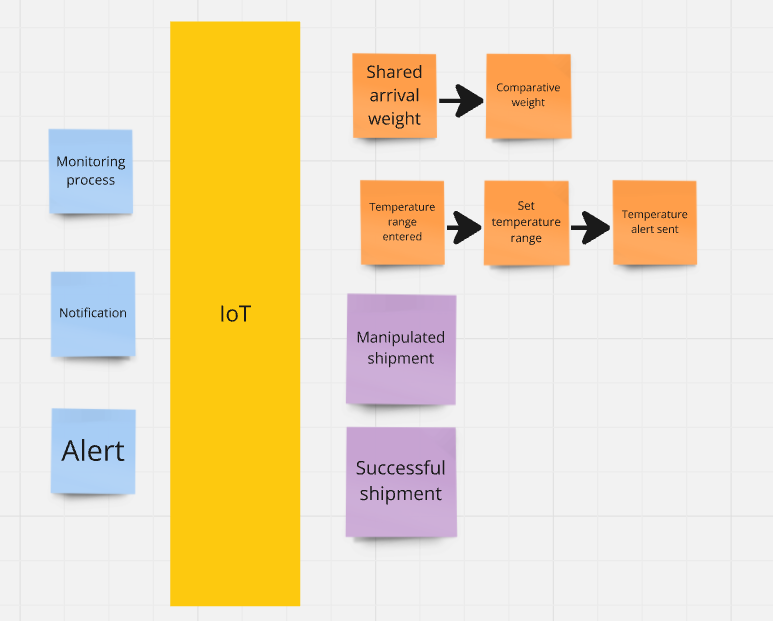 Shared
arrival
weight
Comparative
weight
Monitoring
process
Temperature
range
entered
Set
temperature
range
Temperature
alert sent
Notification
IoT
Manipulated
shipment
Alert
Successful
shipment